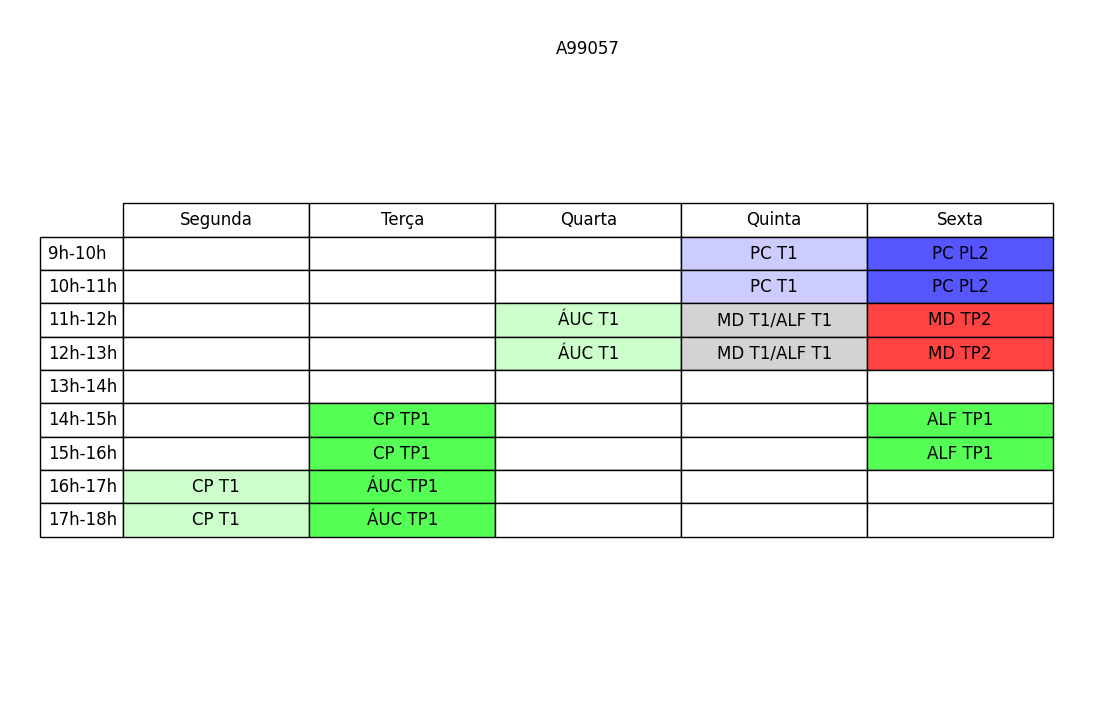 A99057
Segunda Terça Quarta Quinta Sexta
9h-10h PC T1 PC PL2
10h-11h PC T1 PC PL2
11h-12h ÁUC T1 MD T1/ALF T1 MD TP2
12h-13h ÁUC T1 MD T1/ALF T1 MD TP2
13h-14h
14h-15h CP TP1 ALF TP1
15h-16h CP TP1 ALF TP1
16h-17h CP T1 ÁUC TP1
17h-18h CP T1 ÁUC TP1